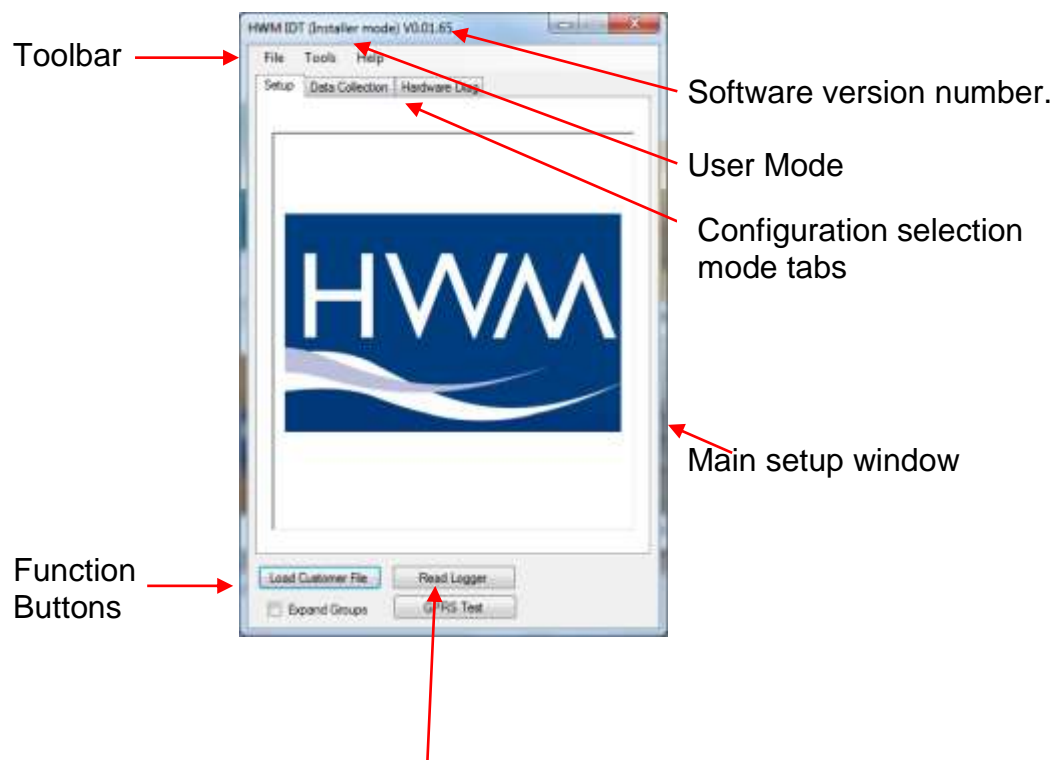 HWM IDT (Installer mode) V0.01.65
Toolbar
File Tools Help
Setup Data Collection Hardware Diag
Software version number.
User Mode
Configuration selection
mode tabs
HWM
Main setup window
Function
Buttons
Load Customer File Read Logger
Expand Groups GPRS Test